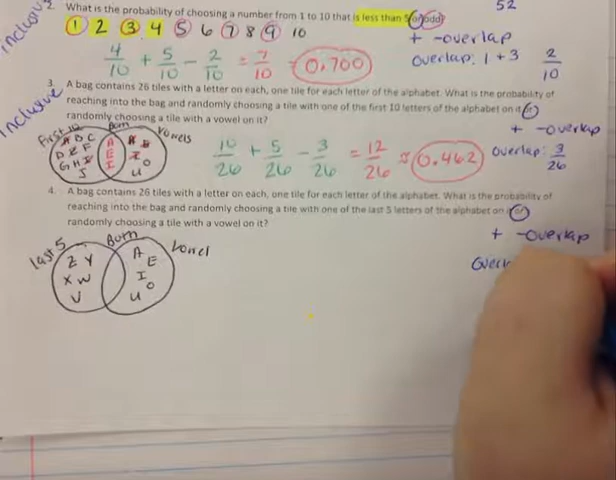 52
2. What is the probability of choosing a number from 1 to 10 that is less than 5 or odd?
1 2 3 4 5 6 7 8 9 10
+ -overlap
overlap: 1 + 3 2/10
4/10 + 5/10 - 2/10 = 7/10 = 0.700
Inclusive
3. A bag contains 26 tiles with a letter on each, one tile for each letter of the alphabet. What is the probability of
reaching into the bag and randomly choosing a tile with one of the first 10 letters of the alphabet on it or
randomly choosing a tile with a vowel on it?
Inclusive
+ -overlap
First 10 Both Vowels
10/26 + 5/26 - 3/26 = 12/26 ≈ 0.462
overlap: 3/26
B C
D F
G H
J
A
E
I
O
U
4. A bag contains 26 tiles with a letter on each, one tile for each letter of the alphabet. What is the probability of
reaching into the bag and randomly choosing a tile with one of the last 5 letters of the alphabet on it or
randomly choosing a tile with a vowel on it?
+ -overlap
last 5 Both Vowel
Z Y
X W
V
A E
I
O
U